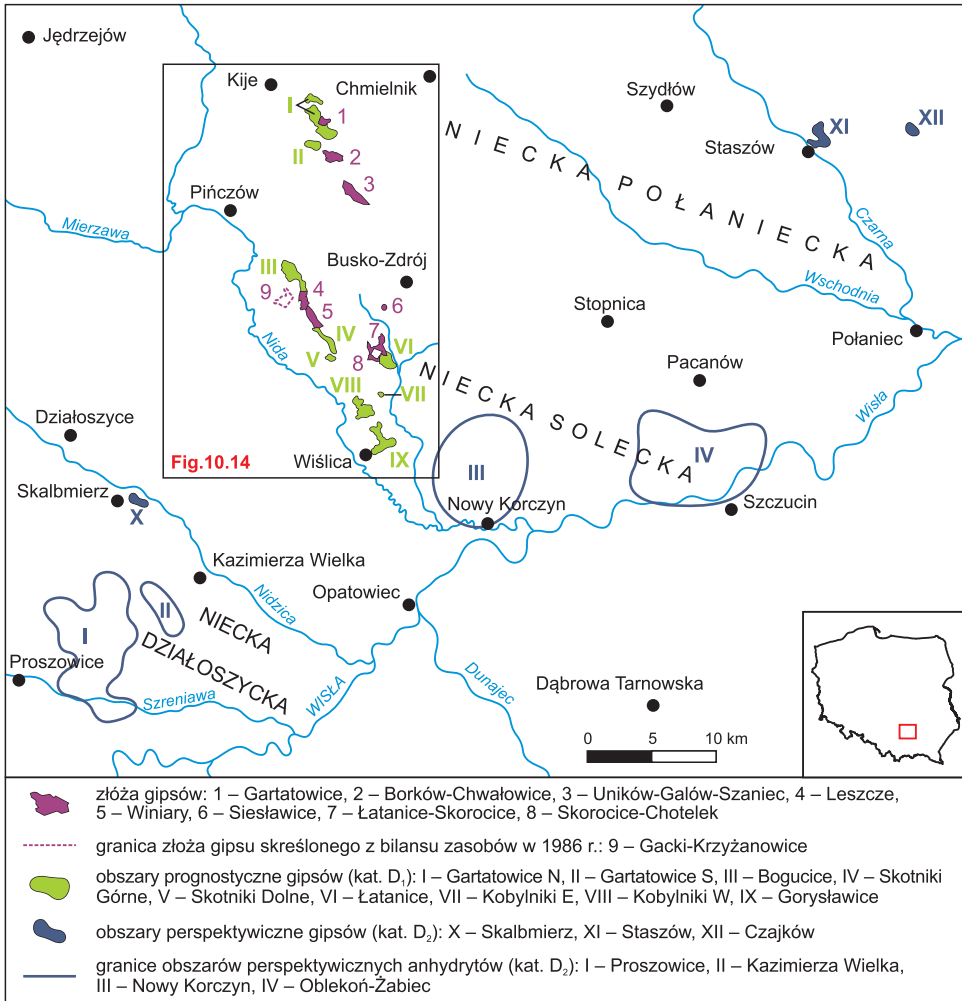 Jędrzejów
Kije
Chmielnik
Szydłów
I
1
XI
XII
II
2
Staszów
3
NIECKA POŁANIECKA
Pińczów
Mierzawa
Czarna
Busko-Zdrój
III
9
4
5
6
Wschodnia
Stopnica
Nida
IV
7
VI
V
8
Połaniec
Pacanów
VIII
VII
NIECKA SOLECKA
Wisła
Działoszyce
Fig.10.14
Wiślica
IX
III
IV
Skalbmierz
X
Nowy Korczyn
Szczucin
Kazimierza Wielka
Nidzica
Opatowiec
II
I
NIECKA
DZIAŁOSZYCKA
Proszowice
Szreniawa
WISŁA
Dunajec
Dąbrowa Tarnowska
0 5 10 km
złóża gipsów: 1 – Gartatowice, 2 – Borków-Chwałowice, 3 – Uników-Galów-Szaniec, 4 – Leszcze,
5 – Winiary, 6 – Siesławice, 7 – Łatanice-Skorocice, 8 – Skorocice-Chotelek
granica złoża gipsu skreślonego z bilansu zasobów w 1986 r.: 9 – Gacki-Krzyżanowice
obszary prognostyczne gipsów (kat. D₁): I – Gartatowice N, II – Gartatowice S, III – Bogucice, IV – Skotniki
Górne, V – Skotniki Dolne, VI – Łatanice, VII – Kobylniki E, VIII – Kobylniki W, IX – Gorysławice
obszary perspektywiczne gipsów (kat. D₂): X – Skalbmierz, XI – Staszów, XII – Czajków
granice obszarów perspektywicznych anhydrytów (kat. D₂): I – Proszowice, II – Kazimierza Wielka,
III – Nowy Korczyn, IV – Oblekoń-Żabiec